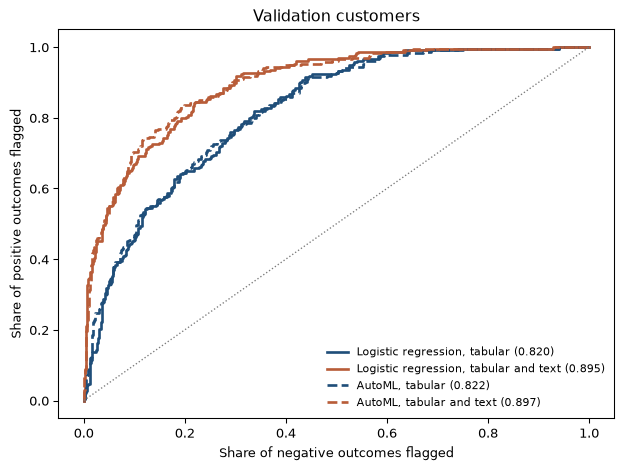 Validation customers
Share of positive outcomes flagged
1.0
0.8
0.6
0.4
0.2
0.0
Logistic regression, tabular (0.820)
Logistic regression, tabular and text (0.895)
AutoML, tabular (0.822)
AutoML, tabular and text (0.897)
0.0 0.2 0.4 0.6 0.8 1.0
Share of negative outcomes flagged